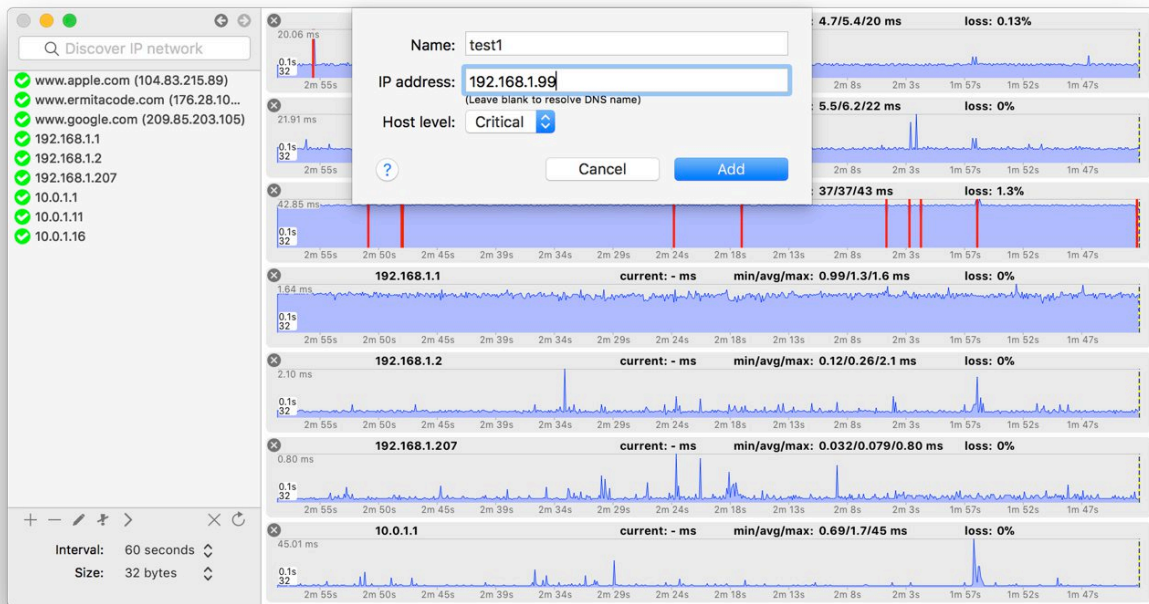 Discover IP network
www.apple.com (104.83.215.89)
www.ermitacode.com (176.28.10...
www.google.com (209.85.203.105)
192.168.1.1
192.168.1.2
192.168.1.207
10.0.1.1
10.0.1.11
10.0.1.16
Interval: 60 seconds
Size: 32 bytes
Name: test1
IP address: 192.168.1.99
(Leave blank to resolve DNS name)
Host level: Critical
? Cancel Add
4.7/5.4/20 ms loss: 0.13%
20.06 ms
0.1s
32
2m 55s 2m 8s 2m 3s 1m 57s 1m 52s 1m 47s
5.5/6.2/22 ms loss: 0%
21.91 ms
0.1s
32
2m 55s 2m 8s 2m 3s 1m 57s 1m 52s 1m 47s
37/37/43 ms loss: 1.3%
42.85 ms
0.1s
32
2m 55s 2m 50s 2m 45s 2m 39s 2m 34s 2m 29s 2m 24s 2m 18s 2m 13s 2m 8s 2m 3s 1m 57s 1m 52s 1m 47s
192.168.1.1 current: - ms min/avg/max: 0.99/1.3/1.6 ms loss: 0%
1.64 ms
0.1s
32
2m 55s 2m 50s 2m 45s 2m 39s 2m 34s 2m 29s 2m 24s 2m 18s 2m 13s 2m 8s 2m 3s 1m 57s 1m 52s 1m 47s
192.168.1.2 current: - ms min/avg/max: 0.12/0.26/2.1 ms loss: 0%
2.10 ms
0.1s
32
2m 55s 2m 50s 2m 45s 2m 39s 2m 34s 2m 29s 2m 24s 2m 18s 2m 13s 2m 8s 2m 3s 1m 57s 1m 52s 1m 47s
192.168.1.207 current: - ms min/avg/max: 0.032/0.079/0.80 ms loss: 0%
0.80 ms
0.1s
32
2m 55s 2m 50s 2m 45s 2m 39s 2m 34s 2m 29s 2m 24s 2m 18s 2m 13s 2m 8s 2m 3s 1m 57s 1m 52s 1m 47s
10.0.1.1 current: - ms min/avg/max: 0.69/1.7/45 ms loss: 0%
45.01 ms
0.1s
32
2m 55s 2m 50s 2m 45s 2m 39s 2m 34s 2m 29s 2m 24s 2m 18s 2m 13s 2m 8s 2m 3s 1m 57s 1m 52s 1m 47s